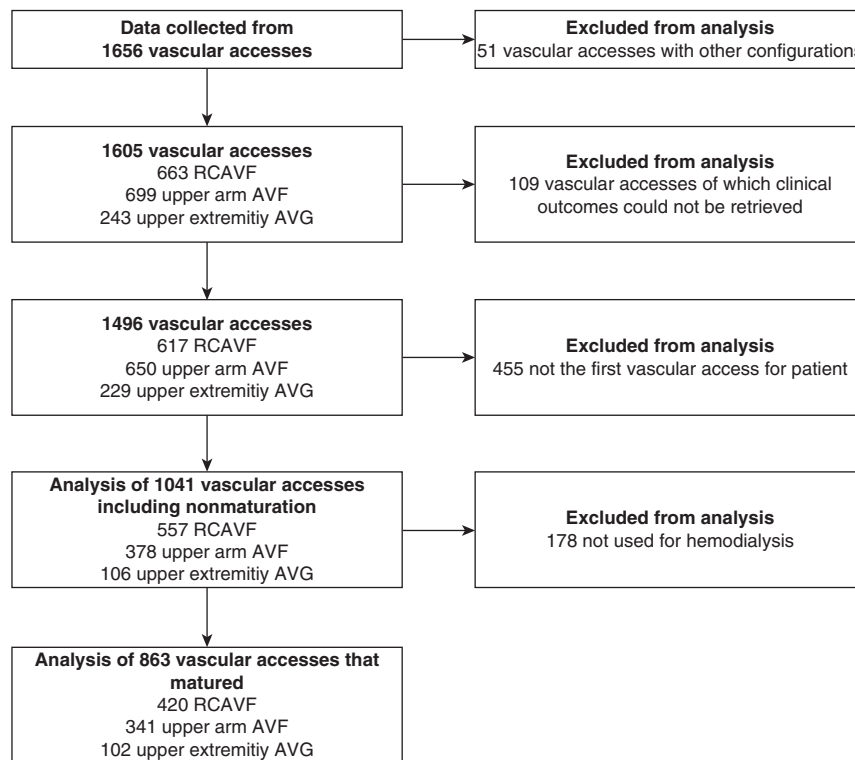 Data collected from
1656 vascular accesses
Excluded from analysis
51 vascular accesses with other configurations
1605 vascular accesses
663 RCAVF
699 upper arm AVF
243 upper extremitiy AVG
Excluded from analysis
109 vascular accesses of which clinical
outcomes could not be retrieved
1496 vascular accesses
617 RCAVF
650 upper arm AVF
229 upper extremitiy AVG
Excluded from analysis
455 not the first vascular access for patient
Analysis of 1041 vascular accesses
including nonmaturation
557 RCAVF
378 upper arm AVF
106 upper extremitiy AVG
Excluded from analysis
178 not used for hemodialysis
Analysis of 863 vascular accesses that
matured
420 RCAVF
341 upper arm AVF
102 upper extremitiy AVG